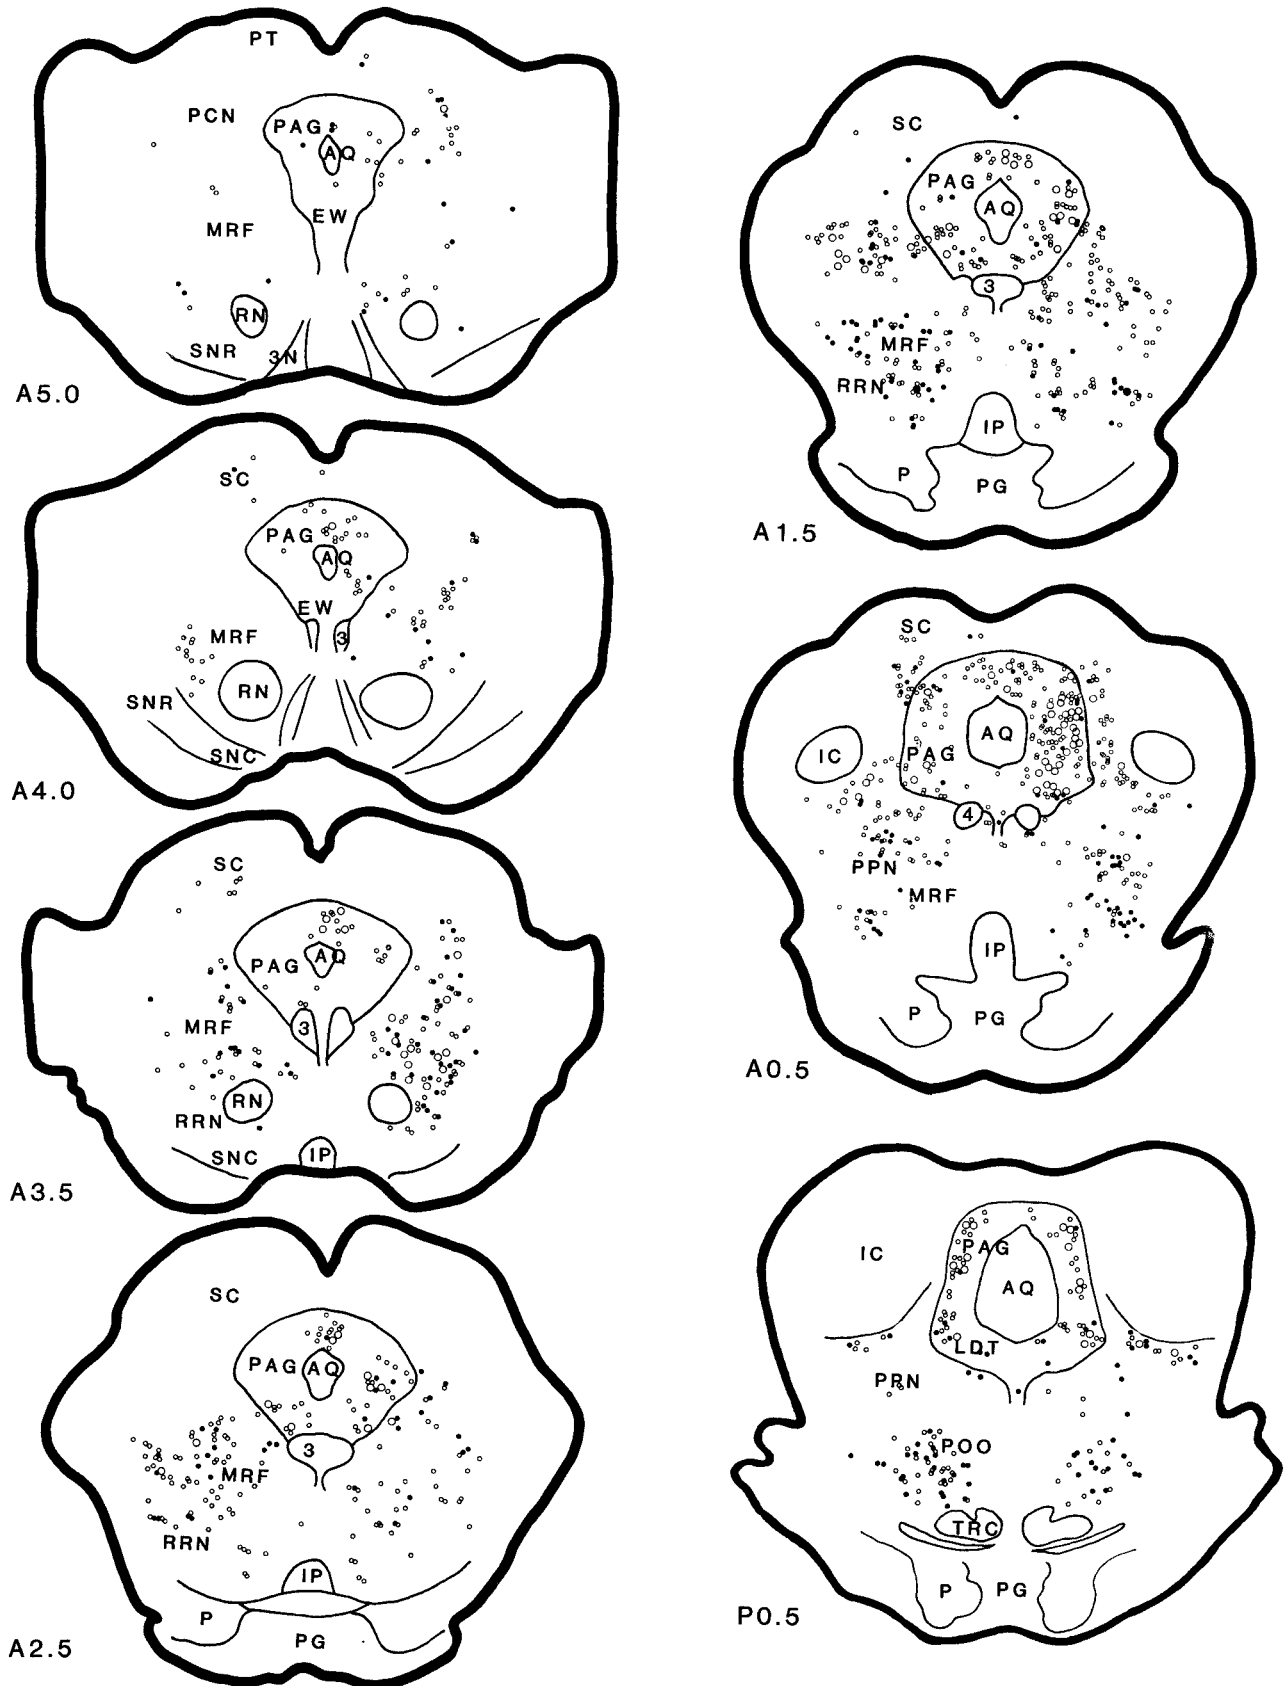 PT
PCN
PAG
AQ
EW
MRF
RN
SNR
3N
A5.0
SC
PAG
AQ
EW
MRF
3
RN
SNR
SNC
A4.0
SC
AQ
PAG
3
MRF
RN
RRN
SNC
IP
A3.5
SC
PAG
AQ
3
MRF
RRN
IP
P
PG
A2.5
SC
PAG
AQ
3
MRF
RRN
IP
P
PG
A1.5
SC
AQ
IC
PAG
4
PPN
MRF
IP
P
PG
A0.5
IC
PAG
AQ
LDT
PRN
POO
TRC
P
PG
P0.5